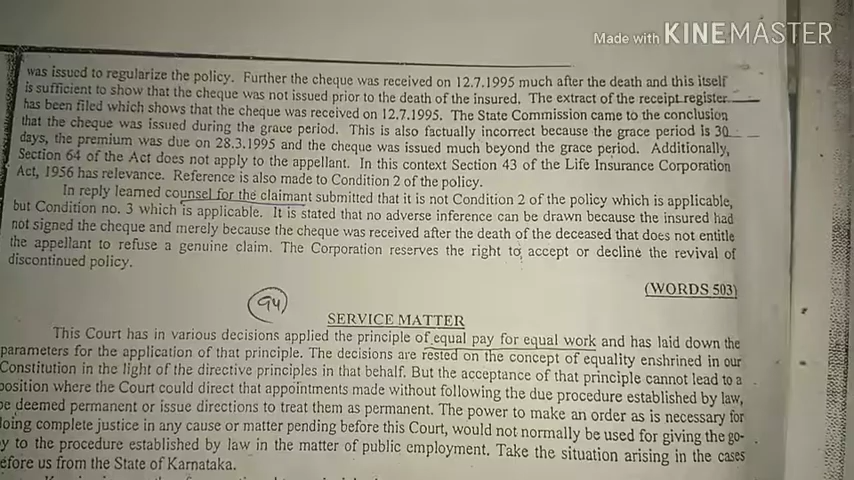 Made with KINEMASTER
was issued to regularize the policy. Further the cheque was received on 12.7.1995 much after the death and this itself
is sufficient to show that the cheque was not issued prior to the death of the insured. The extract of the receipt register
has been filed which shows that the cheque was received on 12.7.1995. The State Commission came to the conclusion
that the cheque was issued during the grace period. This is also factually incorrect because the grace period is 30
days, the premium was due on 28.3.1995 and the cheque was issued much beyond the grace period. Additionally,
Section 64 of the Act does not apply to the appellant. In this context Section 43 of the Life Insurance Corporation
Act, 1956 has relevance. Reference is also made to Condition 2 of the policy.
In reply learned counsel for the claimant submitted that it is not Condition 2 of the policy which is applicable,
but Condition no. 3 which is applicable. It is stated that no adverse inference can be drawn because the insured had
not signed the cheque and merely because the cheque was received after the death of the deceased that does not entitle
the appellant to refuse a genuine claim. The Corporation reserves the right to accept or decline the revival of
discontinued policy.
(WORDS 503)
94
SERVICE MATTER
This Court has in various decisions applied the principle of equal pay for equal work and has laid down the
parameters for the application of that principle. The decisions are rested on the concept of equality enshrined in our
Constitution in the light of the directive principles in that behalf. But the acceptance of that principle cannot lead to a
position where the Court could direct that appointments made without following the due procedure established by law,
be deemed permanent or issue directions to treat them as permanent. The power to make an order as is necessary for
doing complete justice in any cause or matter pending before this Court, would not normally be used for giving the go-
by to the procedure established by law in the matter of public employment. Take the situation arising in the cases
before us from the State of Karnataka.